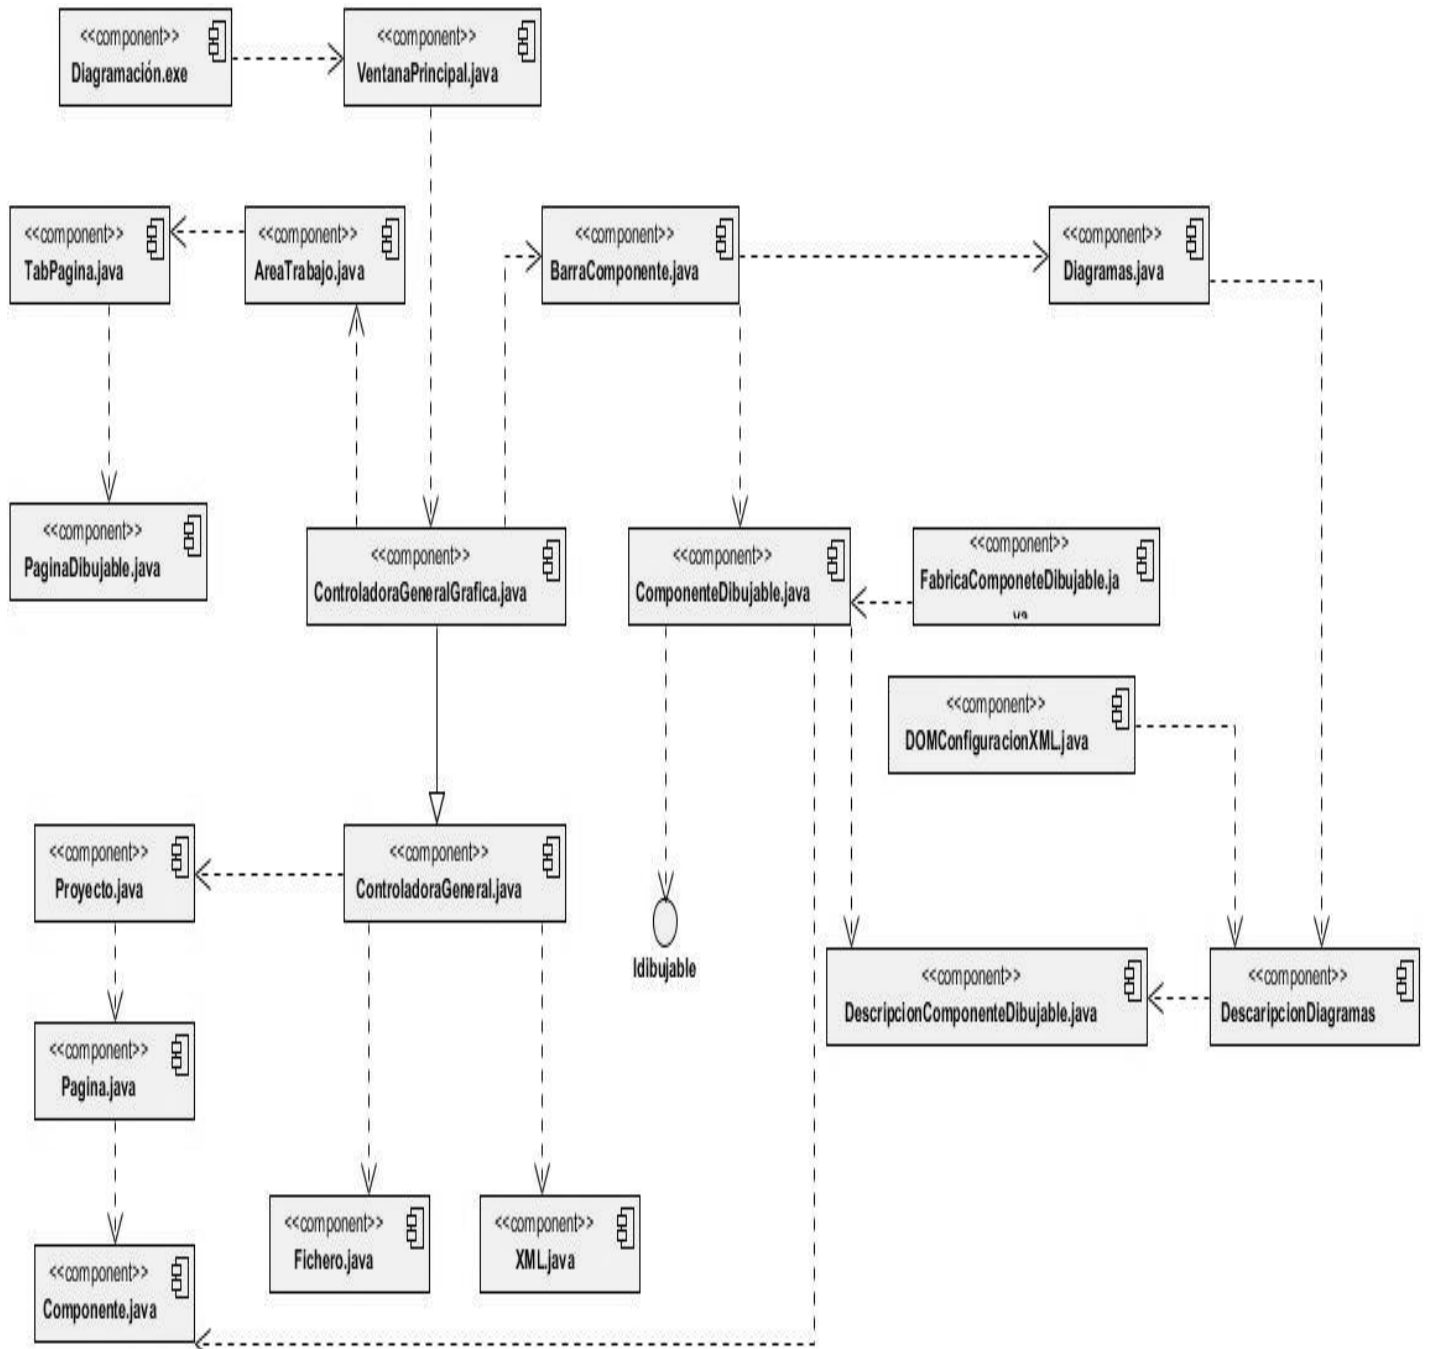 <<component>>
Diagramación.exe
<<component>>
VentanaPrincipal.java
<<component>>
TabPagina.java
<<component>>
AreaTrabajo.java
<<component>>
BarraComponente.java
<<component>>
Diagramas.java
<<component>>
PaginaDibujable.java
<<component>>
ControladoraGeneralGrafica.java
<<component>>
ComponenteDibujable.java
<<component>>
FabricaComponeteDibujable.ja
va
<<component>>
DOMConfiguracionXML.java
<<component>>
Proyecto.java
<<component>>
ControladoraGeneral.java
Idibujable
<<component>>
DescripcionComponenteDibujable.java
<<component>>
DescaripcionDiagramas
<<component>>
Pagina.java
<<component>>
Fichero.java
<<component>>
XML.java
<<component>>
Componente.java